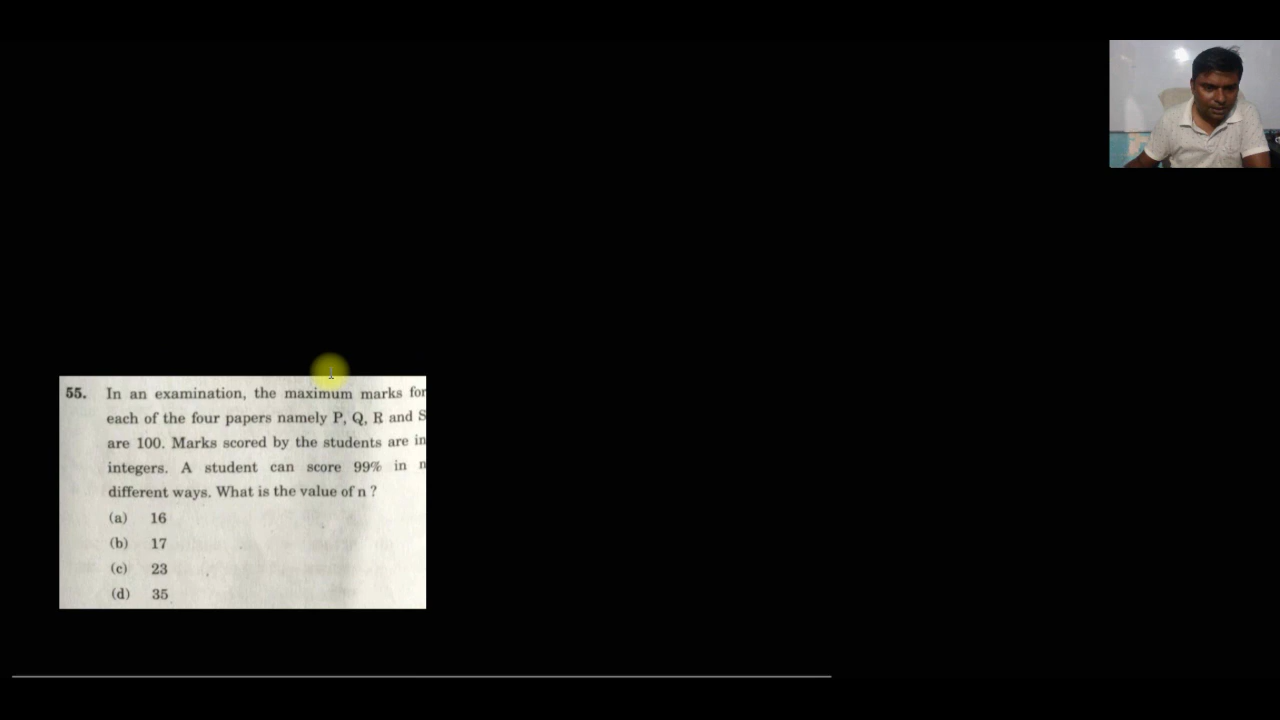 55. In an examination, the maximum marks for
each of the four papers namely P, Q, R and S
are 100. Marks scored by the students are in
integers. A student can score 99% in n
different ways. What is the value of n ?
(a) 16
(b) 17
(c) 23
(d) 35